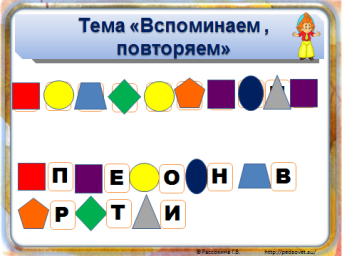 Тема «Вспоминаем ,
повторяем»
П Е О Н В
Р Т И
© Рассохина Г.В. http://pedsovet.su/